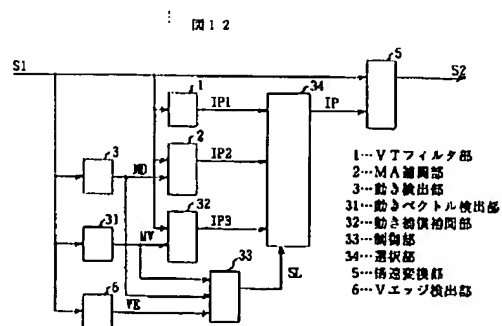 図12
S1
S2
1
IP1
34
IP
5
3
MD
2
IP2
31
MV
32
IP3
33
SL
6
VE
1…VTフィルタ部
2…MA補間部
3…動き検出部
31…動きベクトル検出部
32…動き補償補間部
33…制御部
34…選択部
5…倍速変換部
6…Vエッジ検出部